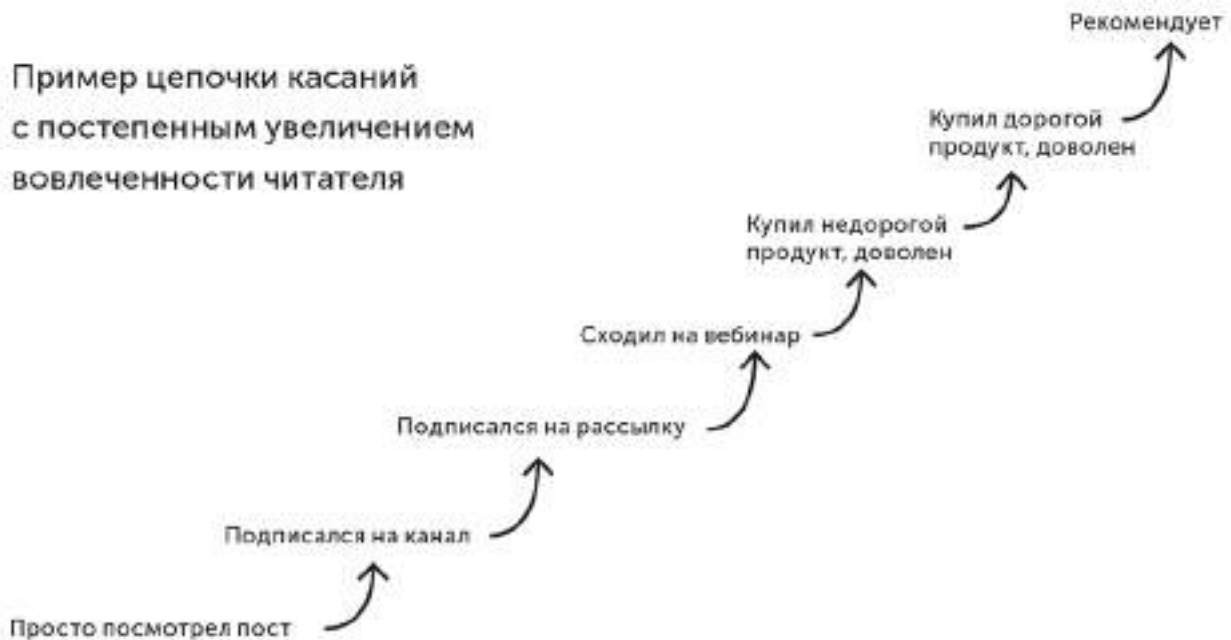 Рекомендует
Пример цепочки касаний
с постепенным увеличением
вовлеченности читателя
Купил дорогой
продукт, доволен
Купил недорогой
продукт, доволен
Сходил на вебинар
Подписался на рассылку
Подписался на канал
Просто посмотрел пост